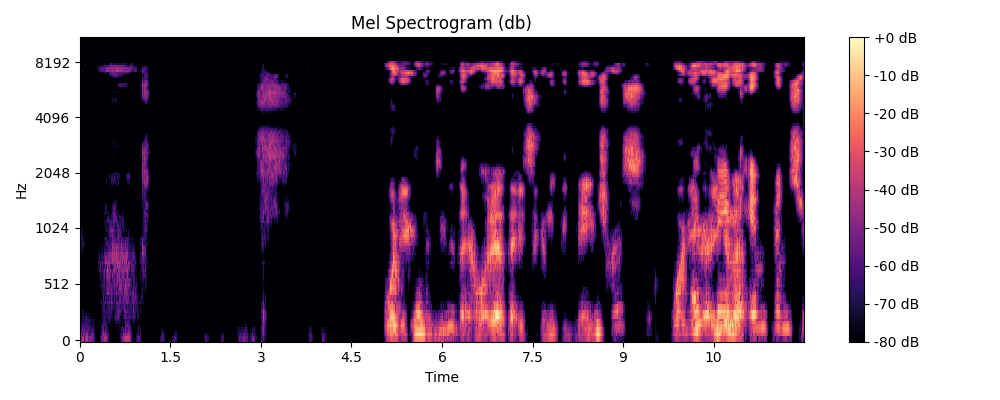 Mel Spectrogram (db)
8192
4096
2048
1024
512
0
Hz
0 1.5 3 4.5 6 7.5 9 10
Time
+0 dB
-10 dB
-20 dB
-30 dB
-40 dB
-50 dB
-60 dB
-70 dB
-80 dB